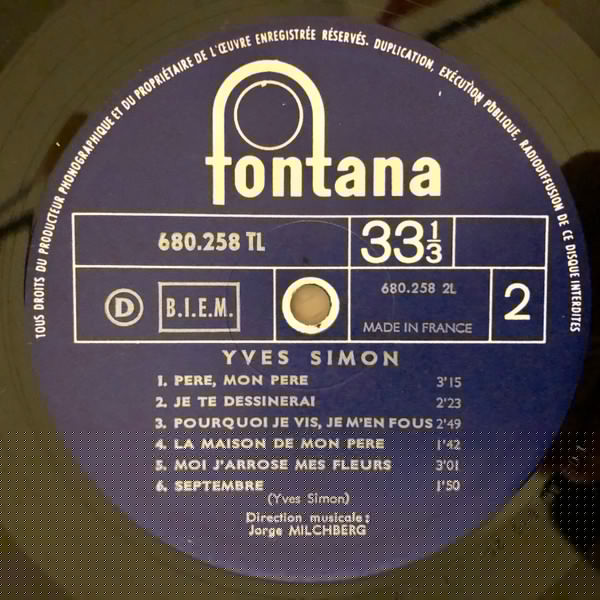 TOUS DROITS DU PRODUCTEUR PHONOGRAPHIQUE ET DU PROPRIÉTAIRE DE L'ŒUVRE ENREGISTRÉE RÉSERVÉS. DUPLICATION, EXÉCUTION PUBLIQUE, RADIODIFFUSION DE CE DISQUE INTERDITES
fontana
680.258 TL
33 1/3
D
B.I.E.M.
680.258 2L
MADE IN FRANCE
2
YVES SIMON
1. PERE, MON PERE 3'15
2. JE TE DESSINERAI 2'23
3. POURQUOI JE VIS, JE M'EN FOUS 2'49
4. LA MAISON DE MON PERE 1'42
5. MOI J'ARROSE MES FLEURS 3'01
6. SEPTEMBRE 1'50
(Yves Simon)
Direction musicale :
Jorge MILCHBERG